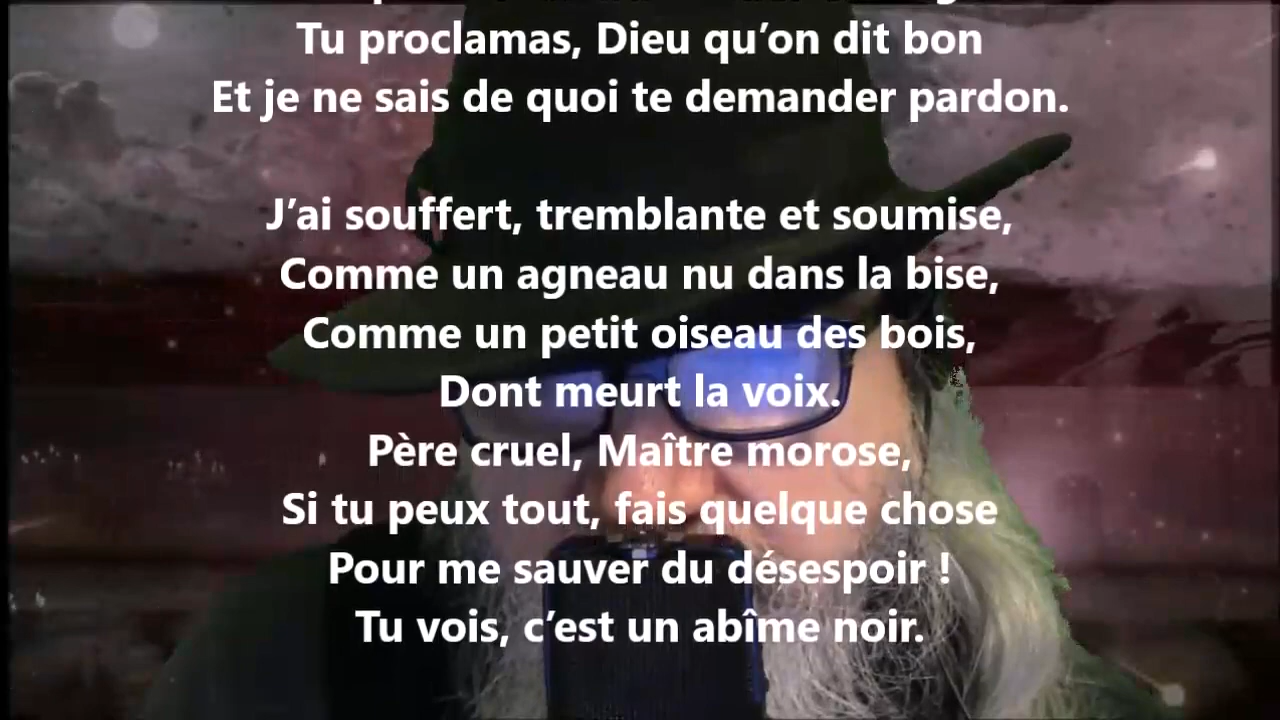 Tu proclamas, Dieu qu’on dit bon
Et je ne sais de quoi te demander pardon.
J’ai souffert, tremblante et soumise,
Comme un agneau nu dans la bise,
Comme un petit oiseau des bois,
Dont meurt la voix.
Père cruel, Maître morose,
Si tu peux tout, fais quelque chose
Pour me sauver du désespoir !
Tu vois, c’est un abîme noir.